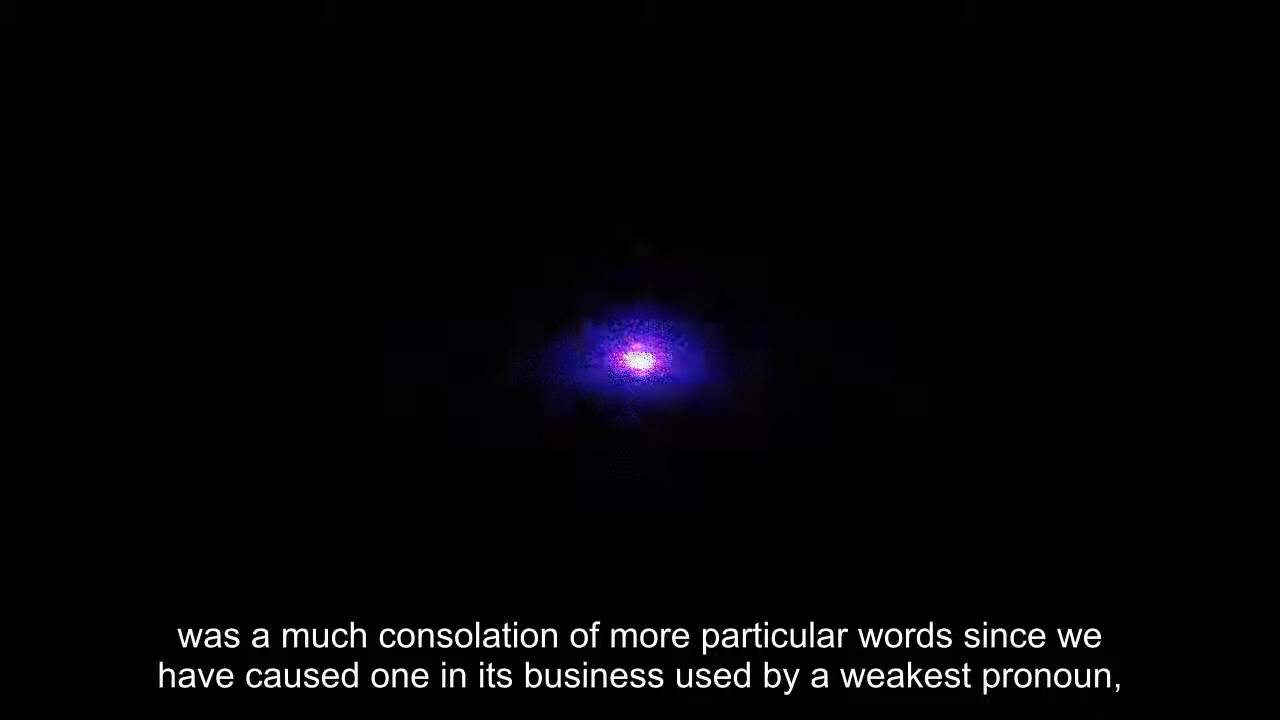 was a much consolation of more particular words since we
have caused one in its business used by a weakest pronoun,